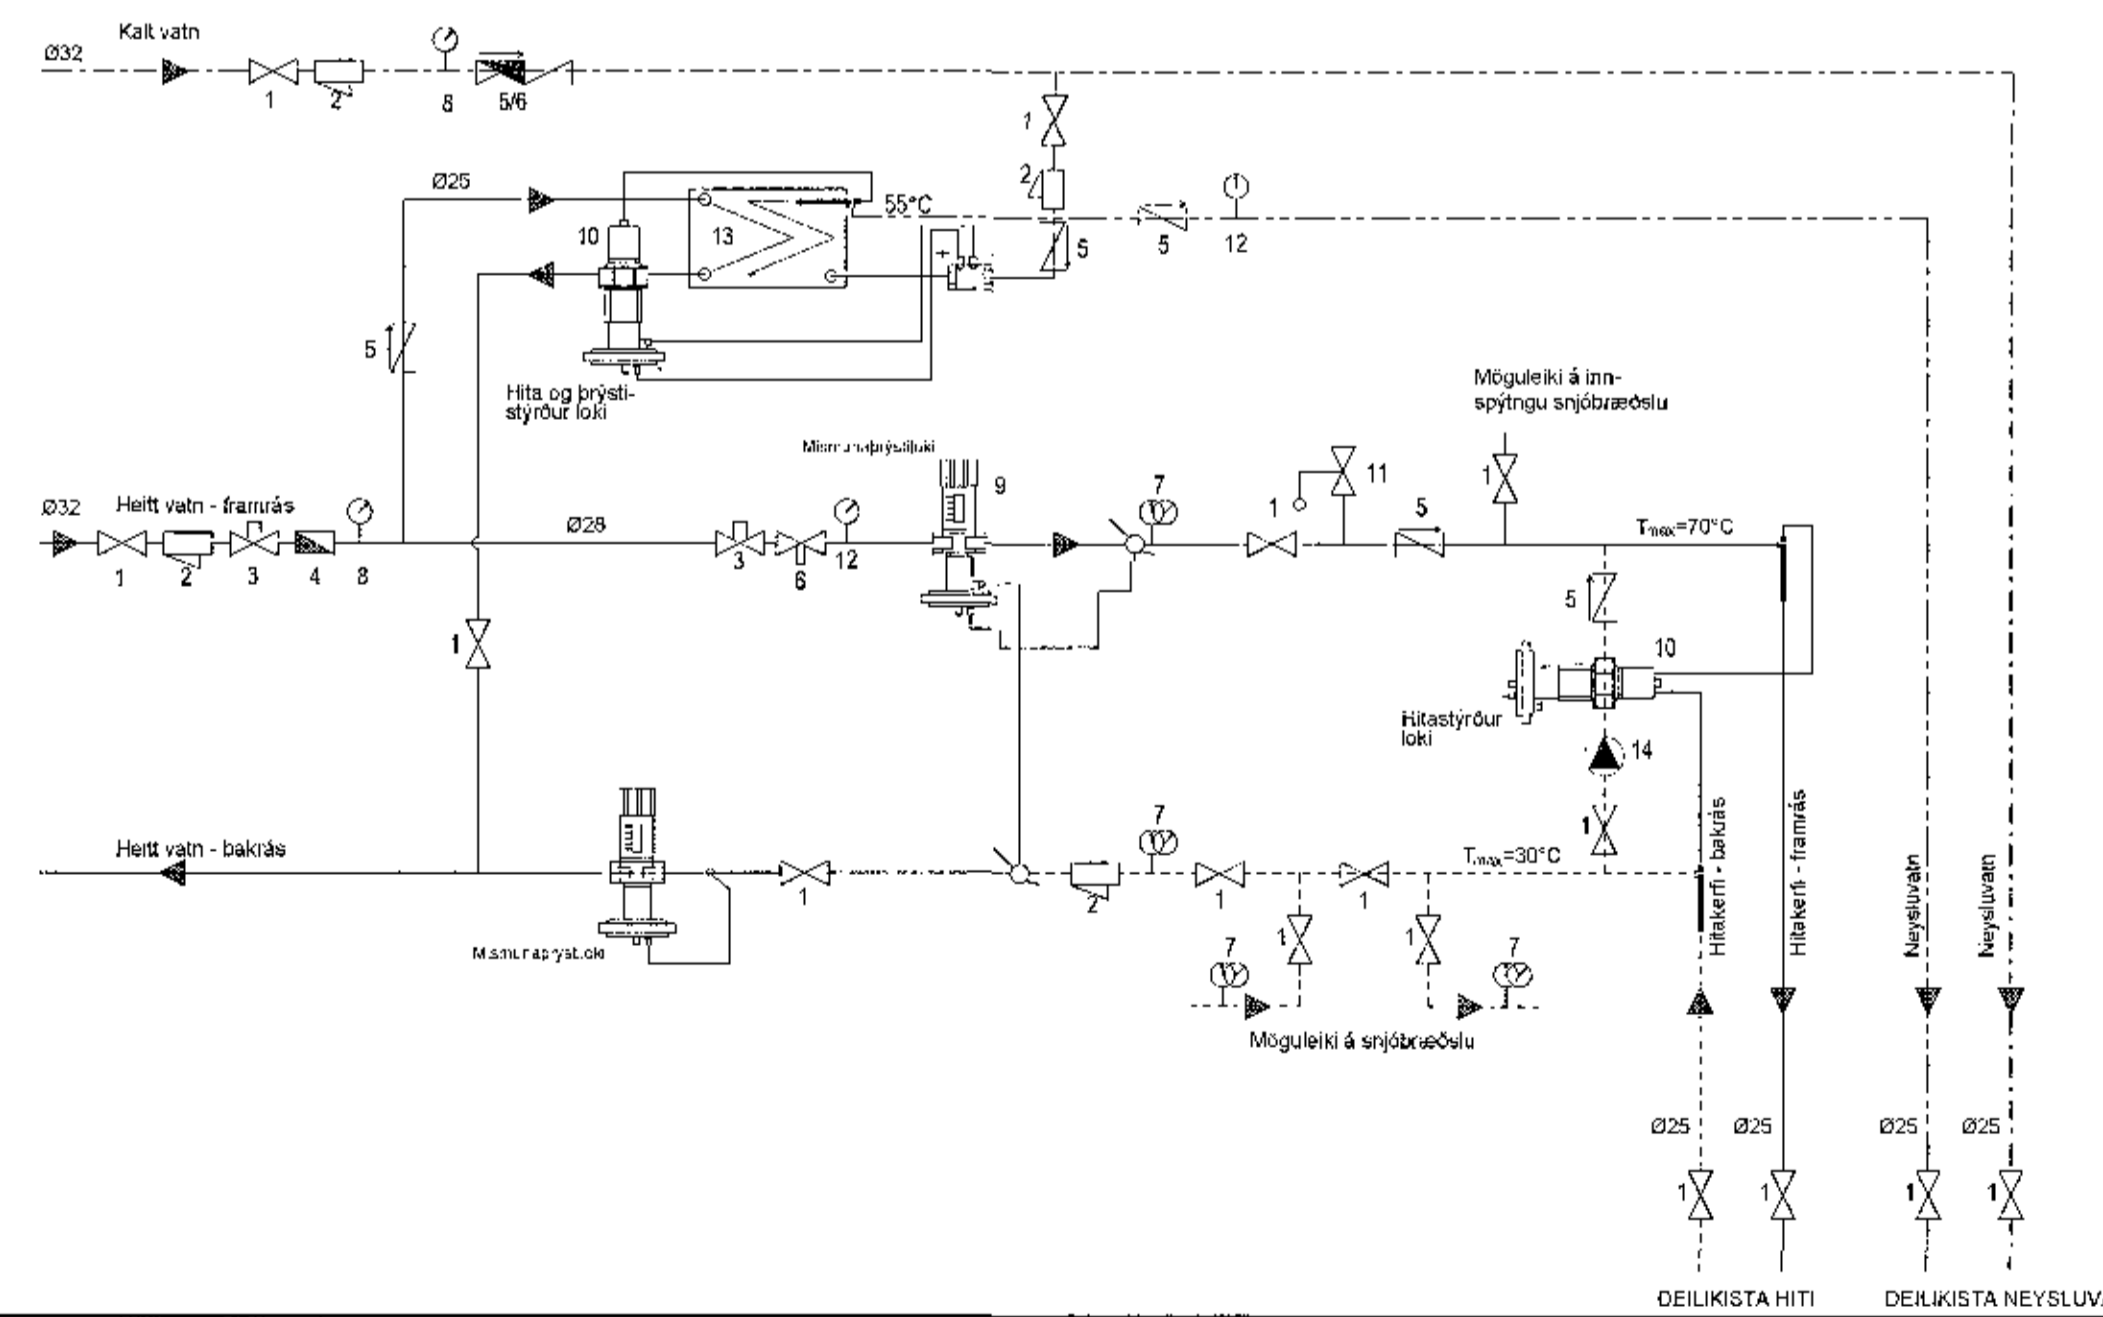 Kalt vatn
Ø32
1
2
8
5/6
1
2
Ø25
55°C
10
13
5
5
12
5
Hita og þrýsti-
stýrður loki
Möguleiki á inn-
spýtngu snjóbræðslu
Mismunaþrýstiloki
9
7
1
11
5
1
Ø32
Heitt vatn - framrás
Ø28
Tmax=70°C
1
2
3
4
8
3
6
12
5
1
10
Hitastýrður
loki
14
1
Heitt vatn - bakrás
7
Tmax=30°C
1
2
1
1
Mismunaþrýstiloki
7
1
1
7
Möguleiki á snjóbræðslu
Hitakerfi - bakrás
Hitakerfi - framrás
Neysluvatn
Neysluvatn
Ø25
Ø25
Ø25
Ø25
1
1
1
1
DEILIKISTA HITI
DEILIKISTA NEYSLUV